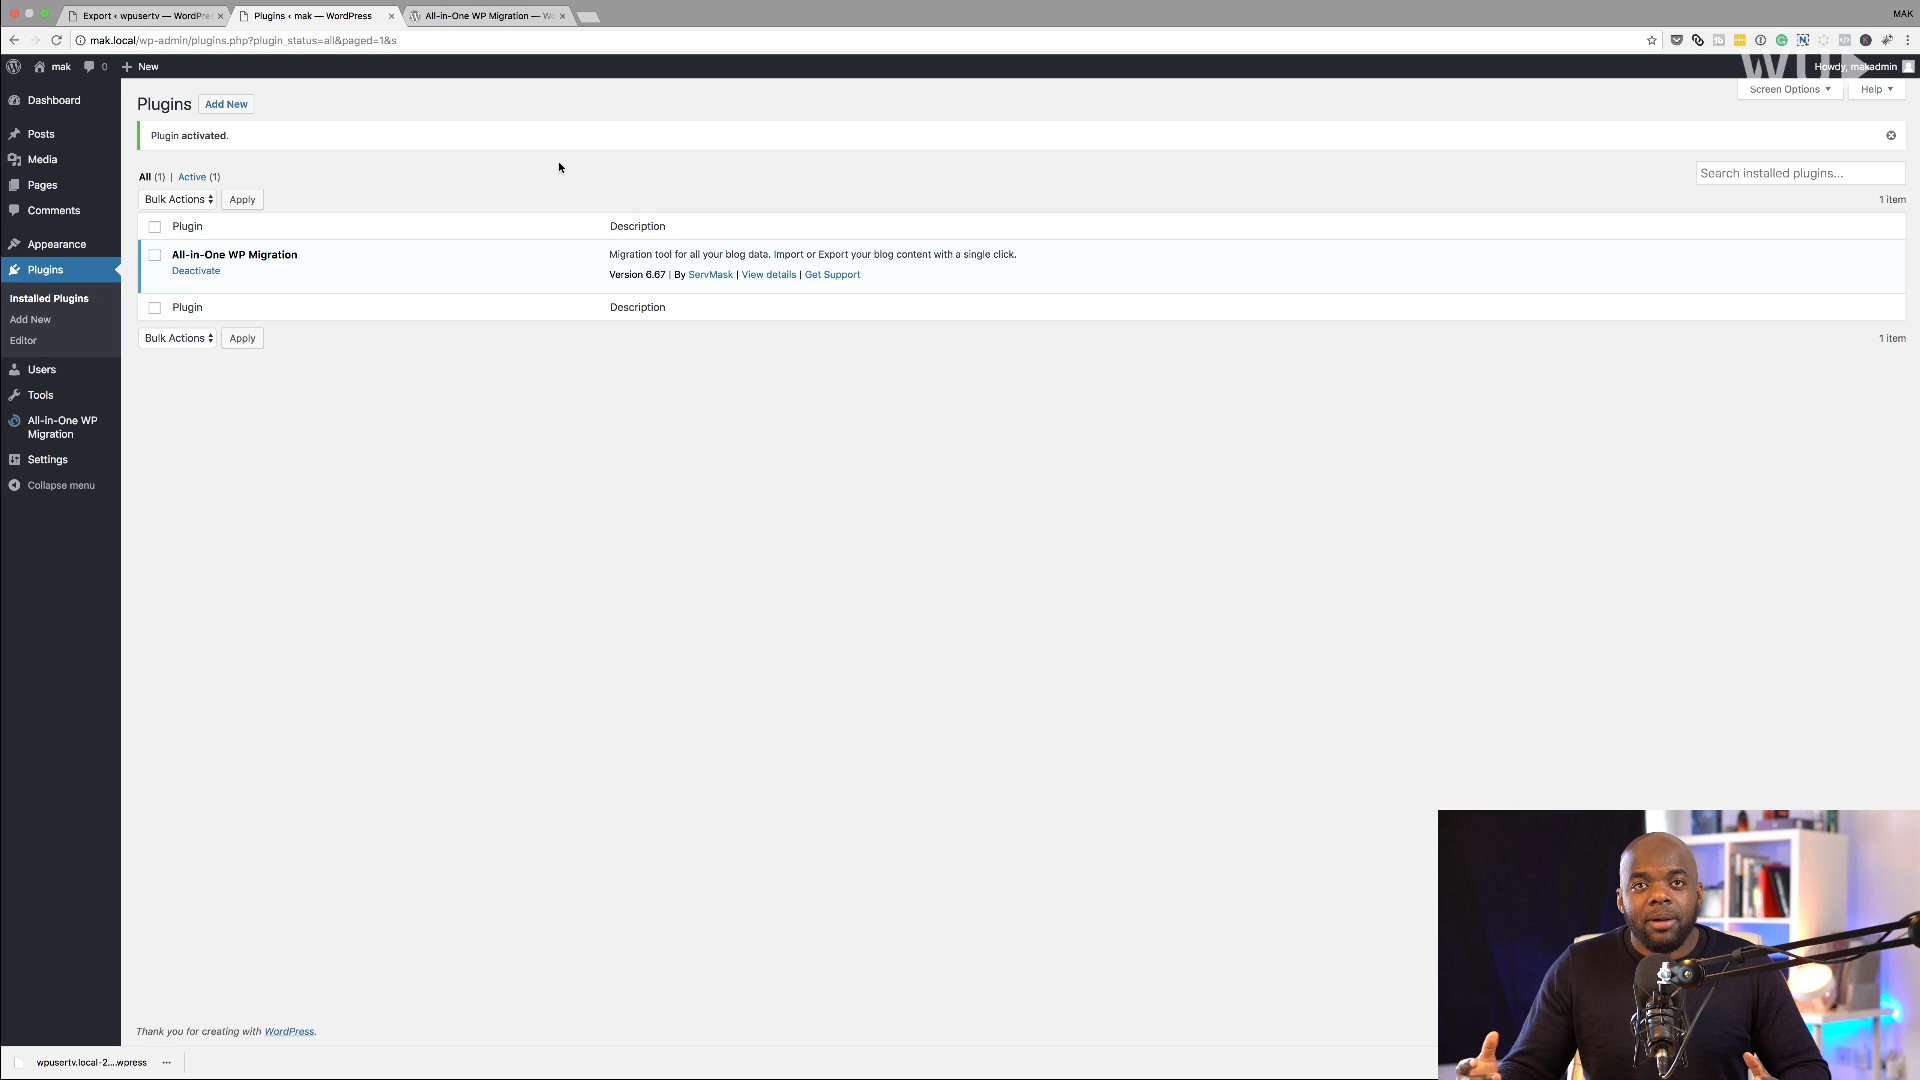 Export ‹ wpusertv — WordPre
Plugins ‹ mak — WordPress
All-in-One WP Migration — Wo
MAK
mak.local/wp-admin/plugins.php?plugin_status=all&paged=1&s
mak
0
New
WU
Howdy, makadmin
Dashboard
Posts
Media
Pages
Comments
Appearance
Plugins
Installed Plugins
Add New
Editor
Users
Tools
All-in-One WP
Migration
Settings
Collapse menu
Plugins Add New
Screen Options
Help
Plugin activated.
All (1) | Active (1)
Search installed plugins...
Bulk Actions Apply
1 item
Plugin Description
All-in-One WP Migration
Deactivate
Migration tool for all your blog data. Import or Export your blog content with a single click.
Version 6.67 | By ServMask | View details | Get Support
Plugin Description
Bulk Actions Apply
1 item
Thank you for creating with WordPress.
wpusertv.local-2....wpress